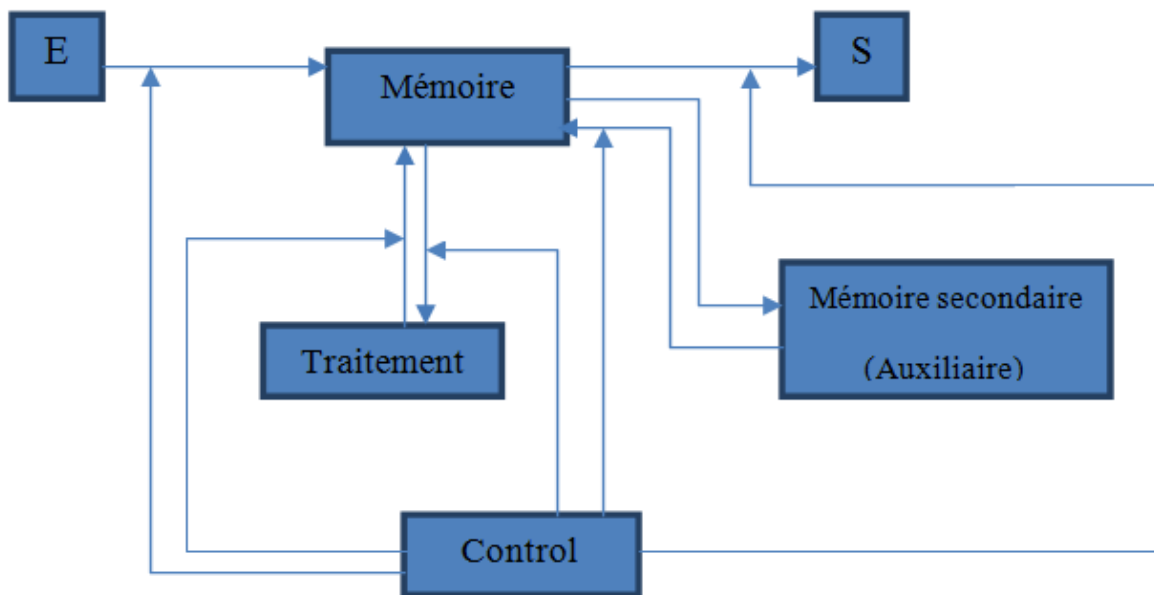 E
S
Mémoire
Mémoire secondaire
(Auxiliaire)
Traitement
Control